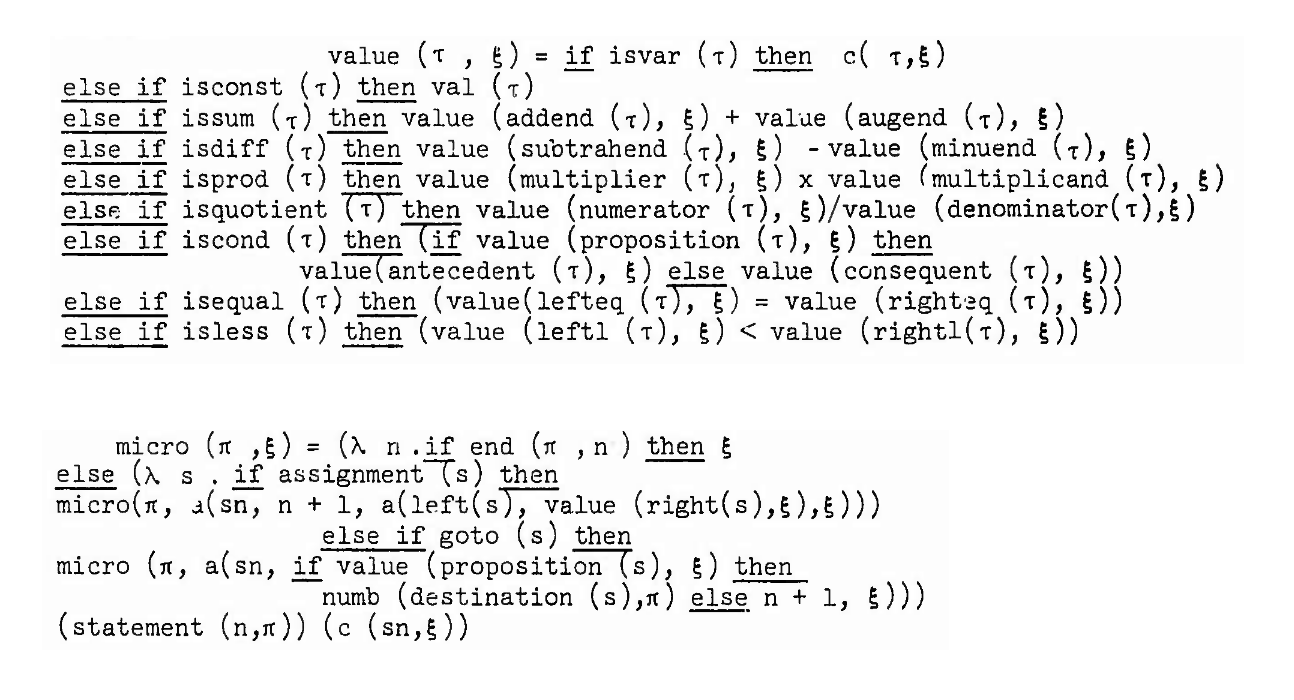 value (τ , ξ) = if isvar (τ) then c( τ,ξ)
else if isconst (τ) then val (τ)
else if issum (τ) then value (addend (τ), ξ) + value (augend (τ), ξ)
else if isdiff (τ) then value (subtrahend (τ), ξ) - value (minuend (τ), ξ)
else if isprod (τ) then value (multiplier (τ), ξ) x value (multiplicand (τ), ξ)
else if isquotient (τ) then value (numerator (τ), ξ)/value (denominator(τ),ξ)
else if iscond (τ) then (if value (proposition (τ), ξ) then
value(antecedent (τ), ξ) else value (consequent (τ), ξ))
else if isequal (τ) then (value(lefteq (τ), ξ) = value (righteq (τ), ξ))
else if isless (τ) then (value (leftl (τ), ξ) < value (rightl(τ), ξ))
micro (π ,ξ) = (λ n .if end (π ,n ) then ξ
else (λ s . if assignment (s) then
micro(π, a(sn, n + 1, a(left(s), value (right(s),ξ),ξ)))
else if goto (s) then
micro (π, a(sn, if value (proposition (s), ξ) then
numb (destination (s),π) else n + 1, ξ)))
(statement (n,π)) (c (sn,ξ))